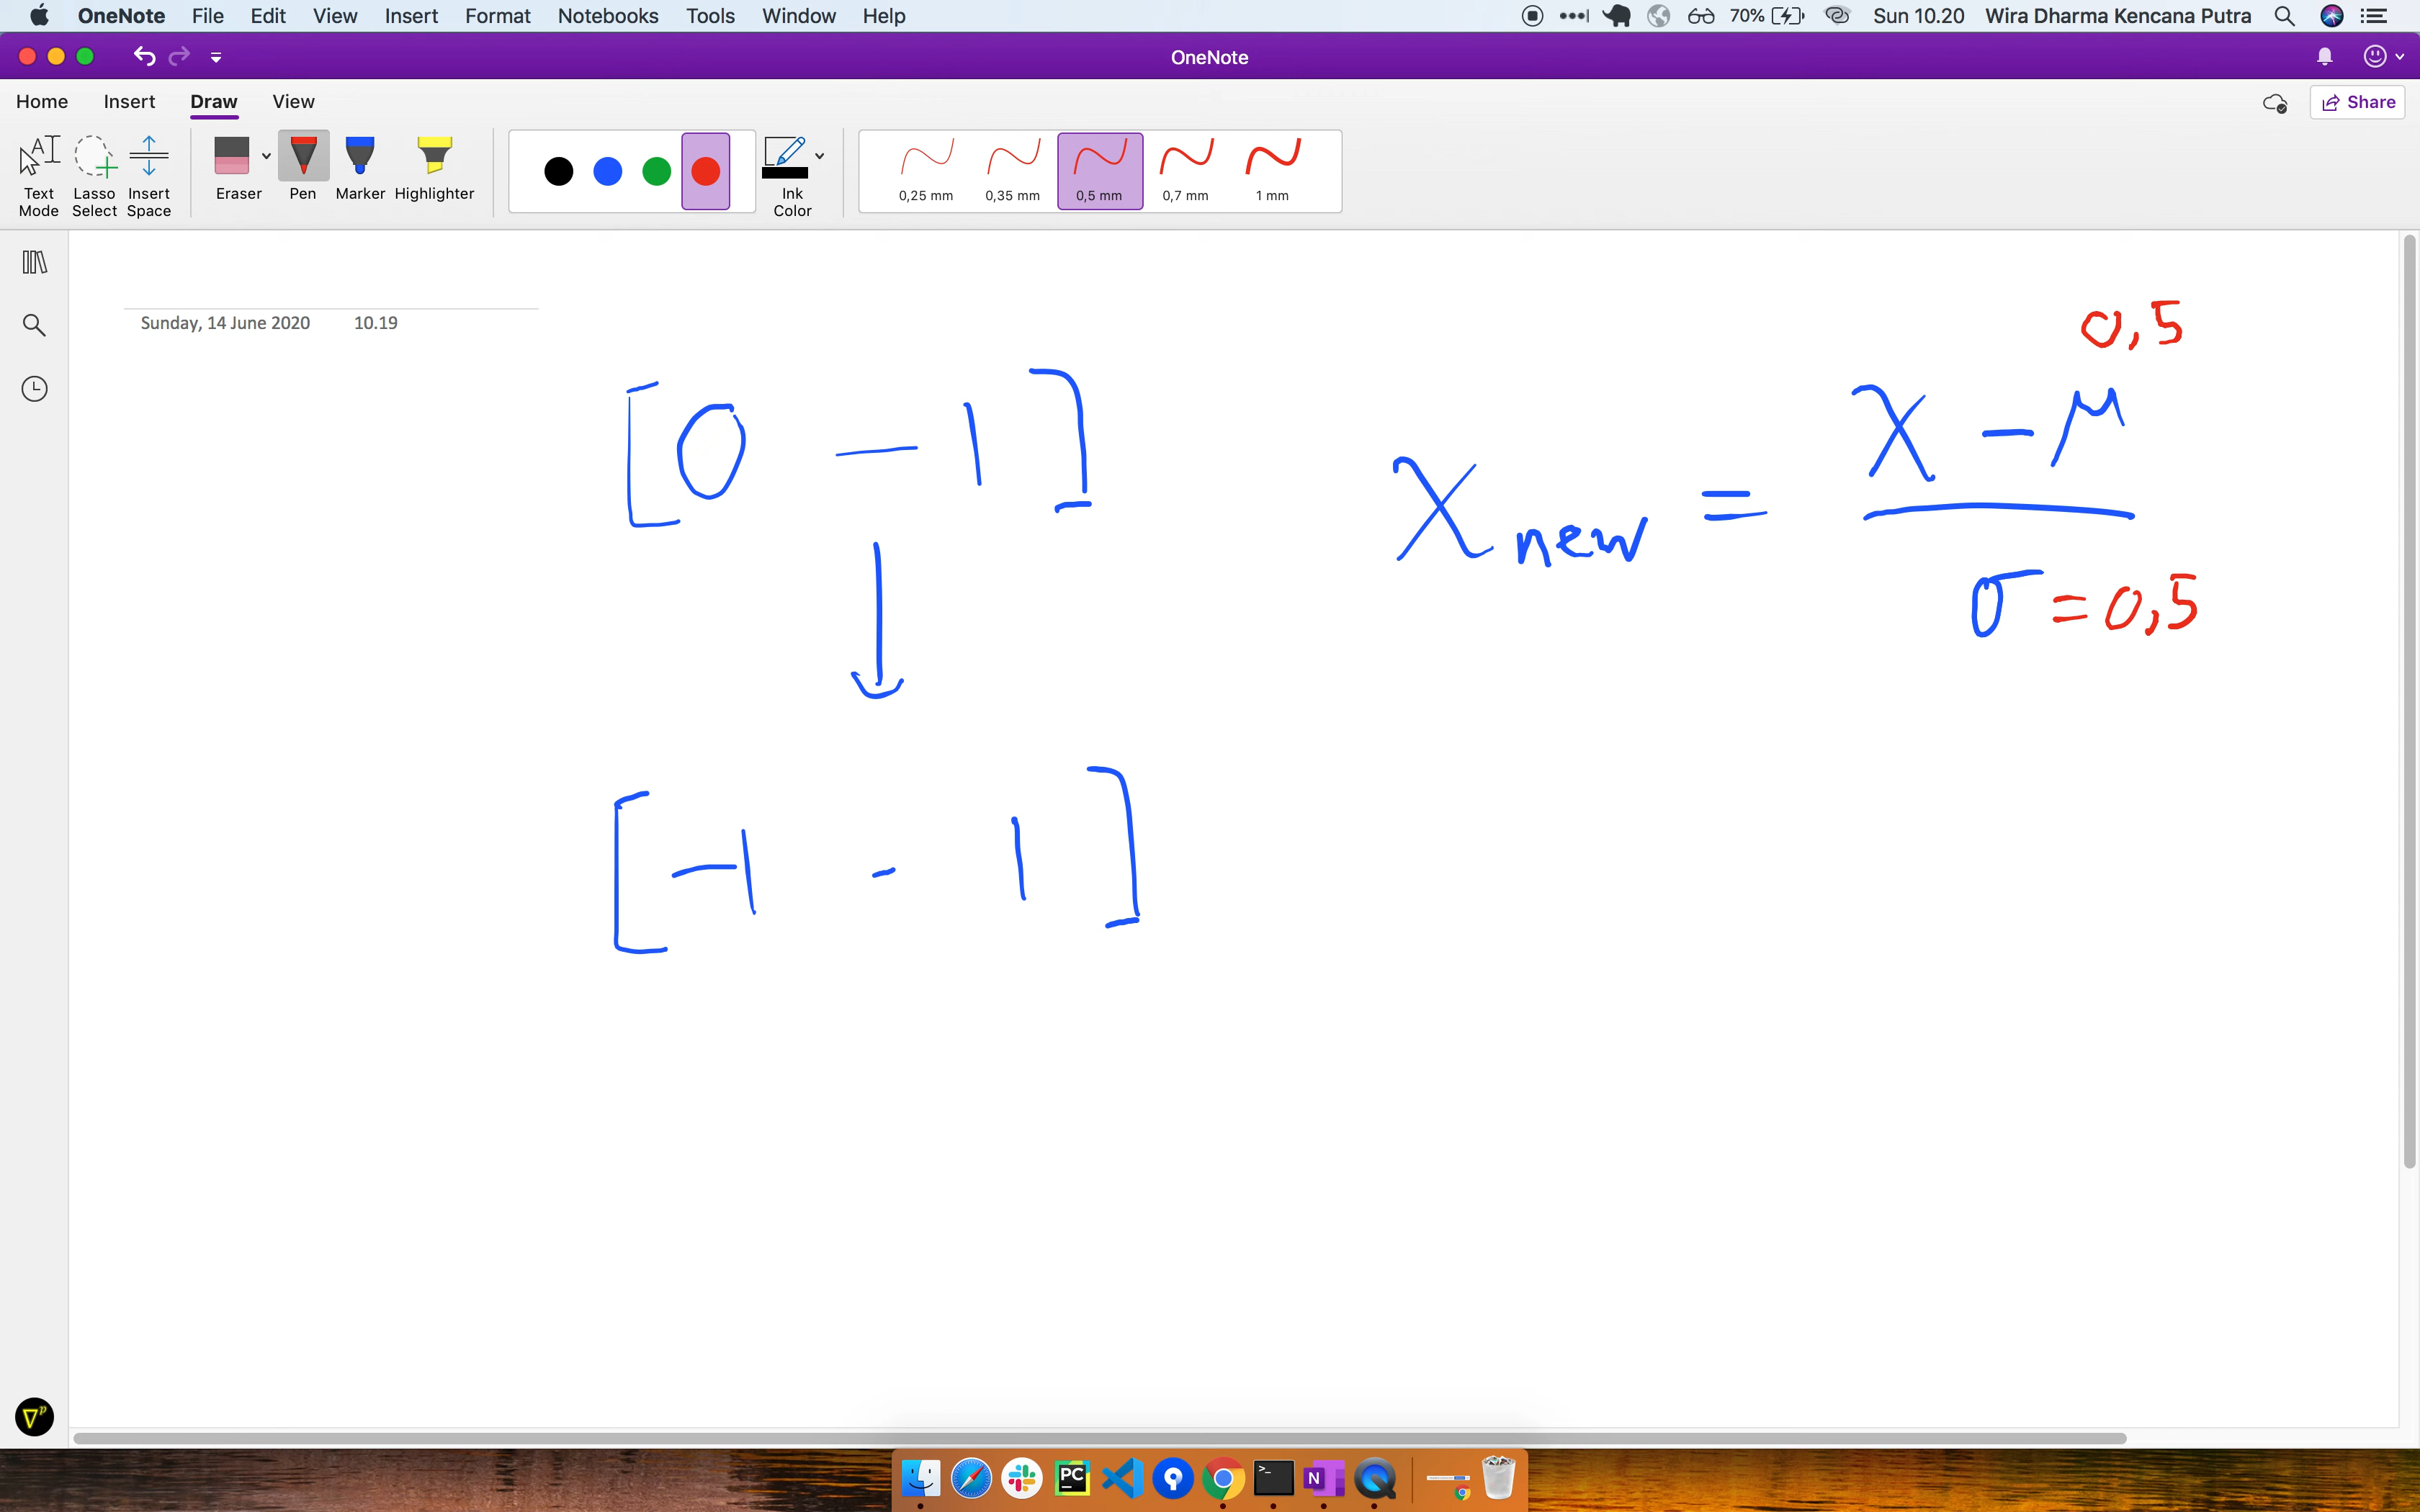 OneNote File Edit View Insert Format Notebooks Tools Window Help 70% Sun 10.20 Wira Dharma Kencana Putra
OneNote
Home Insert Draw View Share
Text Mode Lasso Select Insert Space Eraser Pen Marker Highlighter Ink Color 0,25 mm 0,35 mm 0,5 mm 0,7 mm 1 mm
Sunday, 14 June 2020 10.19
[0 — 1]
[-1 - 1]
0,5
X new = X - μ
σ = 0,5
∇p
PC
>_
N